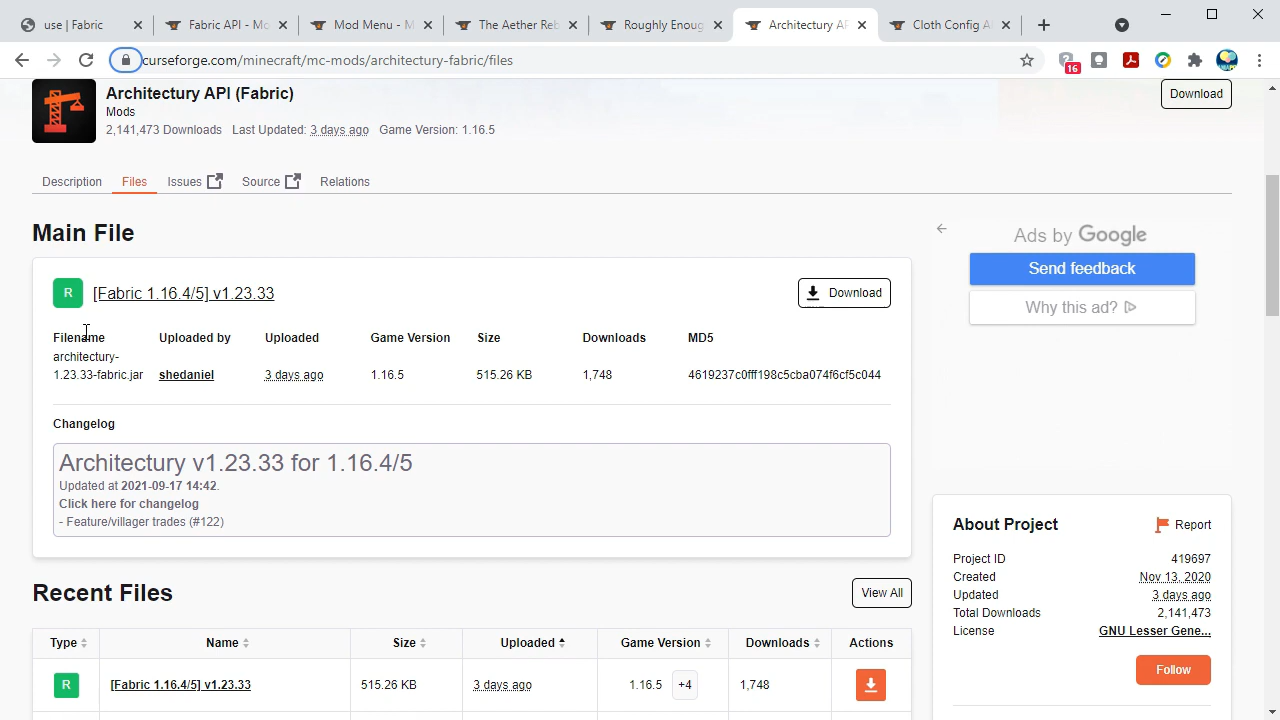 use | Fabric
Fabric API - Mo
Mod Menu - M
The Aether Reb
Roughly Enoug
Architectury AP
Cloth Config A
curseforge.com/minecraft/mc-mods/architectury-fabric/files
16
Architectury API (Fabric)
Mods
2,141,473 Downloads Last Updated: 3 days ago Game Version: 1.16.5
Download
Description Files Issues Source Relations
Main File
R [Fabric 1.16.4/5] v1.23.33
Download
Filename Uploaded by Uploaded Game Version Size Downloads MD5
architectury-
1.23.33-fabric.jar shedaniel 3 days ago 1.16.5 515.26 KB 1,748 4619237c0fff198c5cba074f6cf5c044
Changelog
Architectury v1.23.33 for 1.16.4/5
Updated at 2021-09-17 14:42.
Click here for changelog
- Feature/villager trades (#122)
Recent Files
View All
Type Name Size Uploaded Game Version Downloads Actions
R [Fabric 1.16.4/5] v1.23.33 515.26 KB 3 days ago 1.16.5 +4 1,748
Ads by Google
Send feedback
Why this ad?
About Project
Report
Project ID 419697
Created Nov 13, 2020
Updated 3 days ago
Total Downloads 2,141,473
License GNU Lesser Gene...
Follow